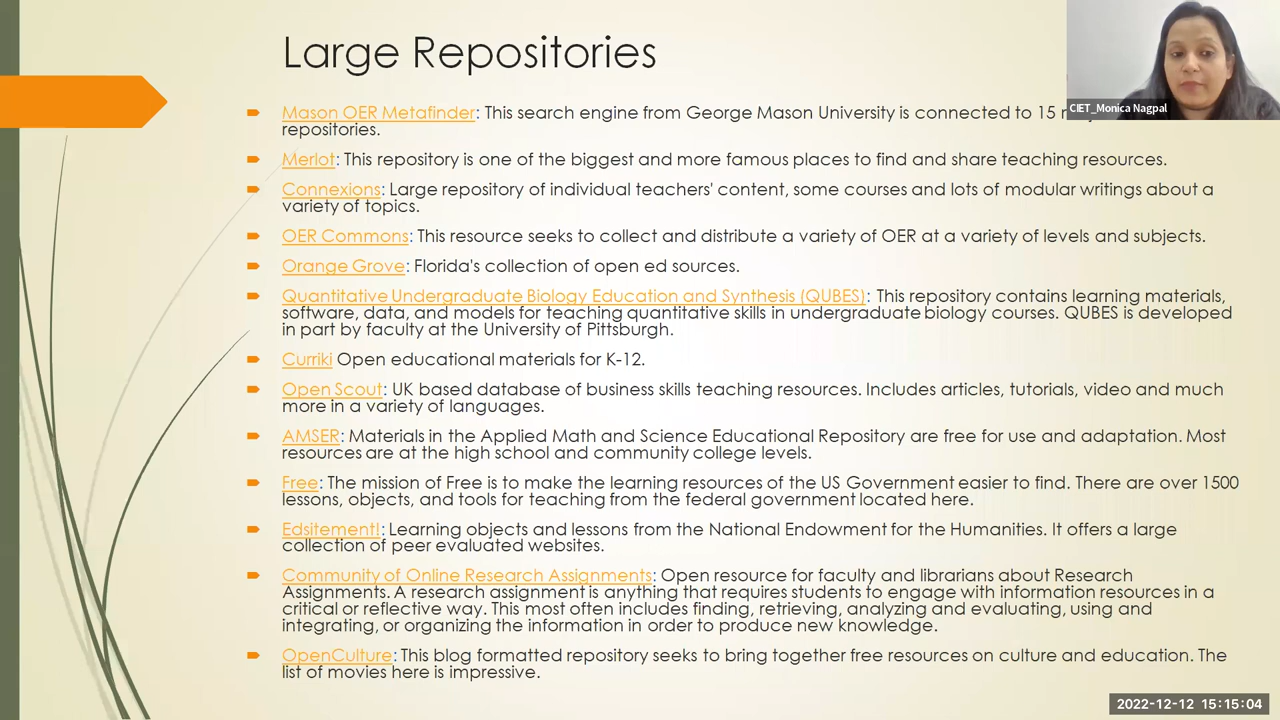 Large Repositories
CIET_Monica Nagpal
Mason OER Metafinder: This search engine from George Mason University is connected to 15
repositories.
Merlot: This repository is one of the biggest and more famous places to find and share teaching resources.
Connexions: Large repository of individual teachers' content, some courses and lots of modular writings about a
variety of topics.
OER Commons: This resource seeks to collect and distribute a variety of OER at a variety of levels and subjects.
Orange Grove: Florida's collection of open ed sources.
Quantitative Undergraduate Biology Education and Synthesis (QUBES): This repository contains learning materials,
software, data, and models for teaching quantitative skills in undergraduate biology courses. QUBES is developed
in part by faculty at the University of Pittsburgh.
Curriki Open educational materials for K-12.
Open Scout: UK based database of business skills teaching resources. Includes articles, tutorials, video and much
more in a variety of languages.
AMSER: Materials in the Applied Math and Science Educational Repository are free for use and adaptation. Most
resources are at the high school and community college levels.
Free: The mission of Free is to make the learning resources of the US Government easier to find. There are over 1500
lessons, objects, and tools for teaching from the federal government located here.
Edsitement!: Learning objects and lessons from the National Endowment for the Humanities. It offers a large
collection of peer evaluated websites.
Community of Online Research Assignments: Open resource for faculty and librarians about Research
Assignments. A research assignment is anything that requires students to engage with information resources in a
critical or reflective way. This most often includes finding, retrieving, analyzing and evaluating, using and
integrating, or organizing the information in order to produce new knowledge.
OpenCulture: This blog formatted repository seeks to bring together free resources on culture and education. The
list of movies here is impressive.
2022-12-12 15:15:04